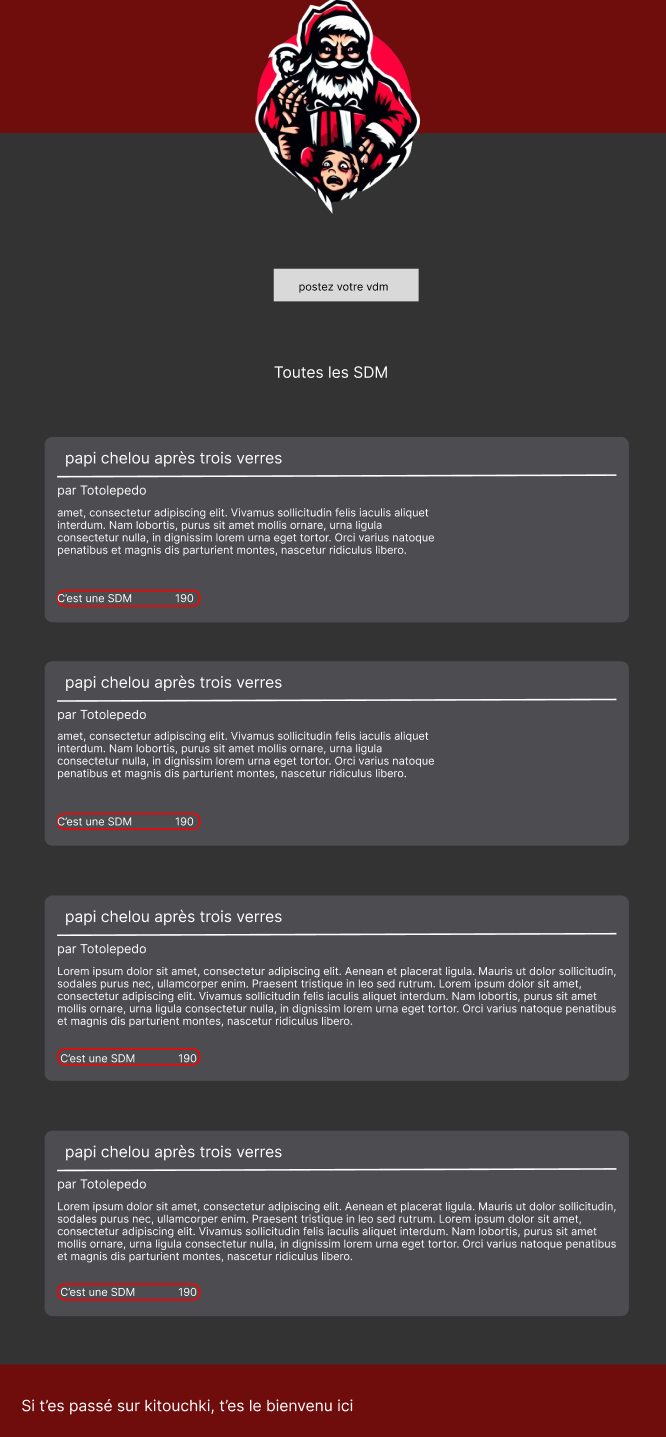 postez votre vdm
Toutes les SDM
papi chelou après trois verres
par Totolepedo
amet, consectetur adipiscing elit. Vivamus sollicitudin felis iaculis aliquet
interdum. Nam lobortis, purus sit amet mollis ornare, urna ligula
consectetur nulla, in dignissim lorem urna eget tortor. Orci varius natoque
penatibus et magnis dis parturient montes, nascetur ridiculus libero.
C'est une SDM 190
papi chelou après trois verres
par Totolepedo
amet, consectetur adipiscing elit. Vivamus sollicitudin felis iaculis aliquet
interdum. Nam lobortis, purus sit amet mollis ornare, urna ligula
consectetur nulla, in dignissim lorem urna eget tortor. Orci varius natoque
penatibus et magnis dis parturient montes, nascetur ridiculus libero.
C'est une SDM 190
papi chelou après trois verres
par Totolepedo
Lorem ipsum dolor sit amet, consectetur adipiscing elit. Aenean et placerat ligula. Mauris ut dolor sollicitudin,
sodales purus nec, ullamcorper enim. Praesent tristique in leo sed rutrum. Lorem ipsum dolor sit amet,
consectetur adipiscing elit. Vivamus sollicitudin felis iaculis aliquet interdum. Nam lobortis, purus sit amet
mollis ornare, urna ligula consectetur nulla, in dignissim lorem urna eget tortor. Orci varius natoque penatibus
et magnis dis parturient montes, nascetur ridiculus libero.
C'est une SDM 190
papi chelou après trois verres
par Totolepedo
Lorem ipsum dolor sit amet, consectetur adipiscing elit. Aenean et placerat ligula. Mauris ut dolor sollicitudin,
sodales purus nec, ullamcorper enim. Praesent tristique in leo sed rutrum. Lorem ipsum dolor sit amet,
consectetur adipiscing elit. Vivamus sollicitudin felis iaculis aliquet interdum. Nam lobortis, purus sit amet
mollis ornare, urna ligula consectetur nulla, in dignissim lorem urna eget tortor. Orci varius natoque penatibus
et magnis dis parturient montes, nascetur ridiculus libero.
C'est une SDM 190
Si t'es passé sur kitouchki, t'es le bienvenu ici